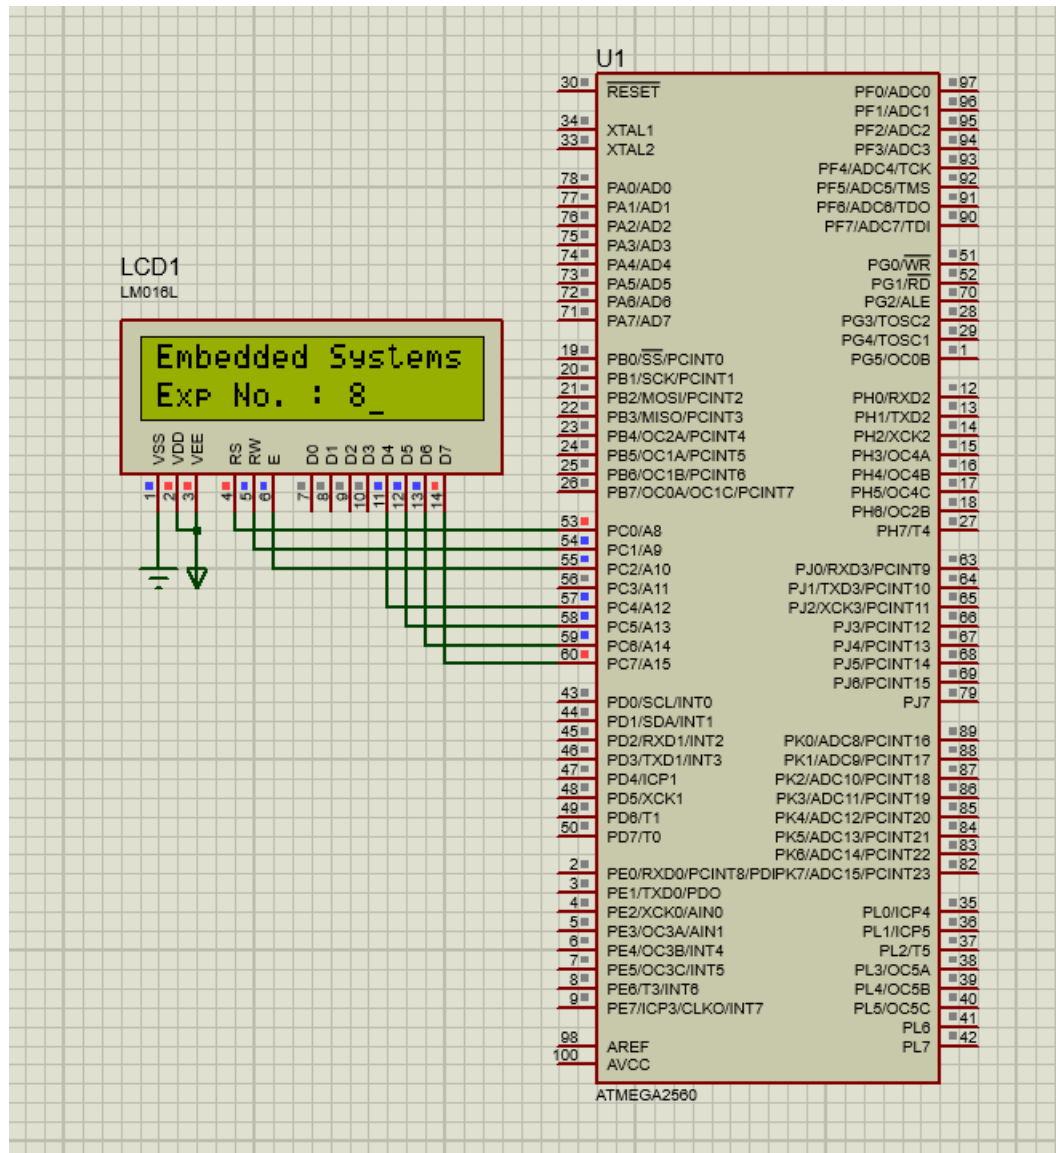 U1
30
RESET
34
XTAL1
33
XTAL2
78
PA0/AD0
77
PA1/AD1
76
PA2/AD2
75
PA3/AD3
74
PA4/AD4
73
PA5/AD5
72
PA6/AD6
71
PA7/AD7
19
PB0/SS/PCINT0
20
PB1/SCK/PCINT1
21
PB2/MOSI/PCINT2
22
PB3/MISO/PCINT3
23
PB4/OC2A/PCINT4
24
PB5/OC1A/PCINT5
25
PB6/OC1B/PCINT6
26
PB7/OC0A/OC1C/PCINT7
53
PC0/A8
54
PC1/A9
55
PC2/A10
56
PC3/A11
57
PC4/A12
58
PC5/A13
59
PC6/A14
60
PC7/A15
43
PD0/SCL/INT0
44
PD1/SDA/INT1
45
PD2/RXD1/INT2
46
PD3/TXD1/INT3
47
PD4/ICP1
48
PD5/XCK1
49
PD6/T1
50
PD7/T0
2
PE0/RXD0/PCINT8/PDI
3
PE1/TXD0/PDO
4
PE2/XCK0/AIN0
5
PE3/OC3A/AIN1
6
PE4/OC3B/INT4
7
PE5/OC3C/INT5
8
PE6/T3/INT6
9
PE7/ICP3/CLKO/INT7
98
AREF
100
AVCC
97
PF0/ADC0
96
PF1/ADC1
95
PF2/ADC2
94
PF3/ADC3
93
PF4/ADC4/TCK
92
PF5/ADC5/TMS
91
PF6/ADC6/TDO
90
PF7/ADC7/TDI
51
PG0/WR
52
PG1/RD
70
PG2/ALE
28
PG3/TOSC2
29
PG4/TOSC1
1
PG5/OC0B
12
PH0/RXD2
13
PH1/TXD2
14
PH2/XCK2
15
PH3/OC4A
16
PH4/OC4B
17
PH5/OC4C
18
PH6/OC2B
27
PH7/T4
63
PJ0/RXD3/PCINT9
64
PJ1/TXD3/PCINT10
65
PJ2/XCK3/PCINT11
66
PJ3/PCINT12
67
PJ4/PCINT13
68
PJ5/PCINT14
69
PJ6/PCINT15
79
PJ7
89
PK0/ADC8/PCINT16
88
PK1/ADC9/PCINT17
87
PK2/ADC10/PCINT18
86
PK3/ADC11/PCINT19
85
PK4/ADC12/PCINT20
84
PK5/ADC13/PCINT21
83
PK6/ADC14/PCINT22
82
PK7/ADC15/PCINT23
35
PL0/ICP4
36
PL1/ICP5
37
PL2/T5
38
PL3/OC5A
39
PL4/OC5B
40
PL5/OC5C
41
PL6
42
PL7
ATMEGA2560
LCD1
LM016L
Embedded Systems
Exp No. : 8_
VSS
VDD
VEE
RS
RW
E
D0
D1
D2
D3
D4
D5
D6
D7
1
2
3
4
5
6
7
8
9
10
11
12
13
14